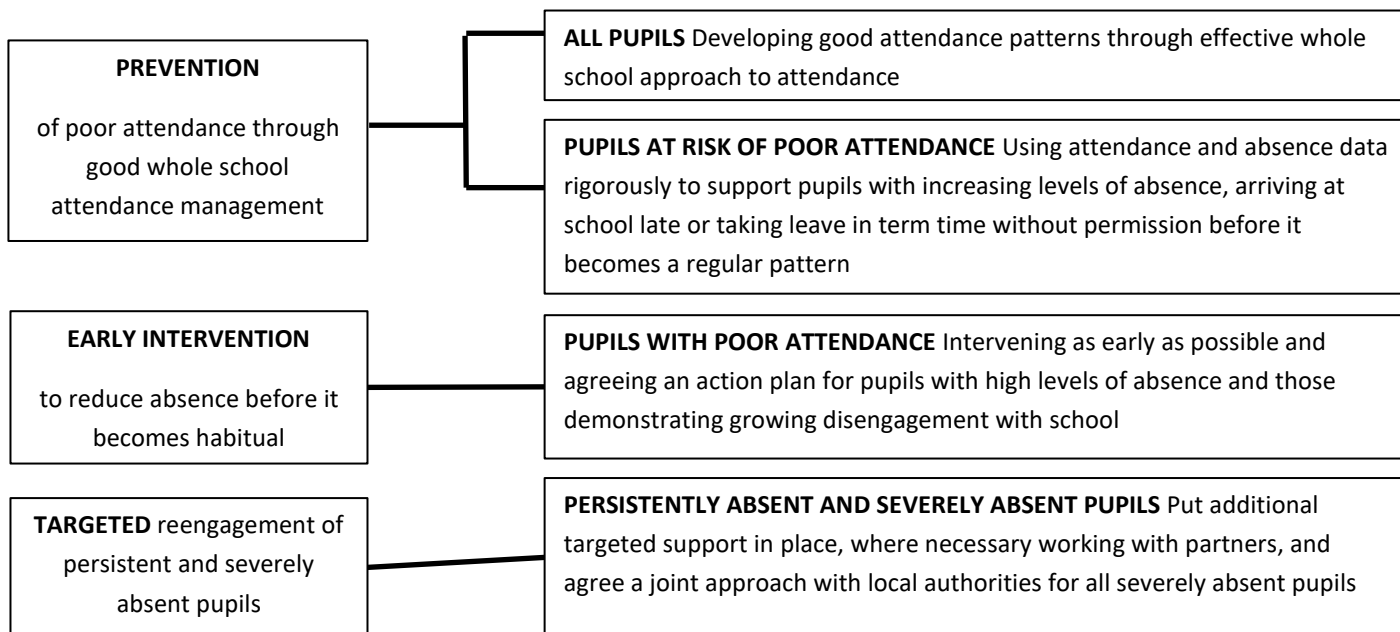 PREVENTION
of poor attendance through
good whole school
attendance management
ALL PUPILS Developing good attendance patterns through effective whole
school approach to attendance
PUPILS AT RISK OF POOR ATTENDANCE Using attendance and absence data
rigorously to support pupils with increasing levels of absence, arriving at
school late or taking leave in term time without permission before it
becomes a regular pattern
EARLY INTERVENTION
to reduce absence before it
becomes habitual
PUPILS WITH POOR ATTENDANCE Intervening as early as possible and
agreeing an action plan for pupils with high levels of absence and those
demonstrating growing disengagement with school
TARGETED reengagement of
persistent and severely
absent pupils
PERSISTENTLY ABSENT AND SEVERELY ABSENT PUPILS Put additional
targeted support in place, where necessary working with partners, and
agree a joint approach with local authorities for all severely absent pupils